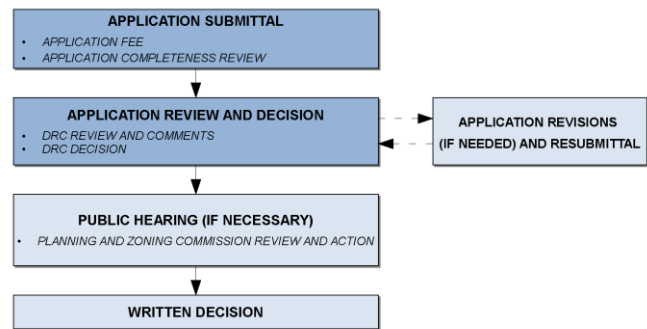 APPLICATION SUBMITTAL
• APPLICATION FEE
• APPLICATION COMPLETENESS REVIEW
APPLICATION REVIEW AND DECISION
• DRC REVIEW AND COMMENTS
• DRC DECISION
APPLICATION REVISIONS
(IF NEEDED) AND RESUBMITTAL
PUBLIC HEARING (IF NECESSARY)
• PLANNING AND ZONING COMMISSION REVIEW AND ACTION
WRITTEN DECISION